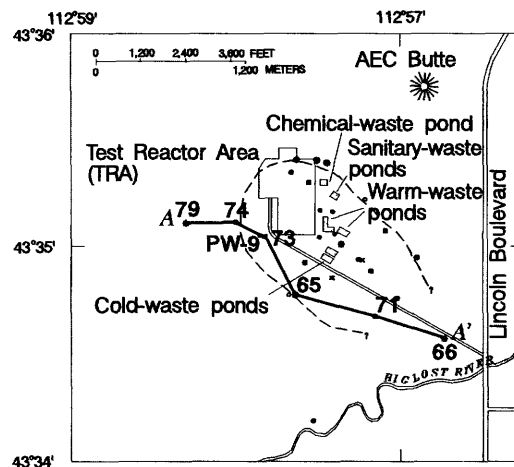 112°59' 112°57'
43°36'
0 1,200 2,400 3,600 FEET
0 1,200 METERS
AEC Butte
Chemical-waste pond
Sanitary-waste
ponds
Test Reactor Area
(TRA)
Warm-waste
ponds
Lincoln Boulevard
A 79 74
PW-9 73
43°35'
65
Cold-waste ponds
71
A'
66
BIG LOST RIVER
?
?
43°34'